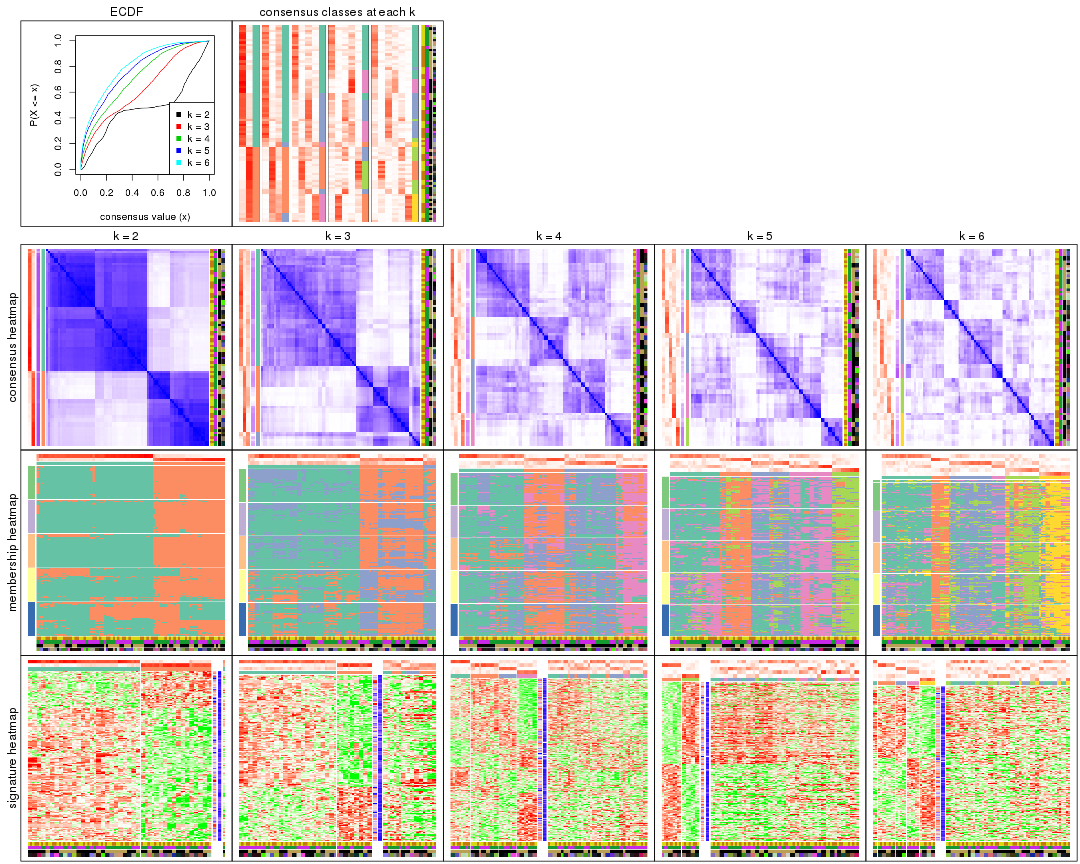 ECDF
consensus classes at each k
P(X <= x)
0.0 0.2 0.4 0.6 0.8 1.0
k = 2
k = 3
k = 4
k = 5
k = 6
0.0 0.2 0.4 0.6 0.8 1.0
consensus value (x)
k = 2
k = 3
k = 4
k = 5
k = 6
consensus heatmap
membership heatmap
signature heatmap